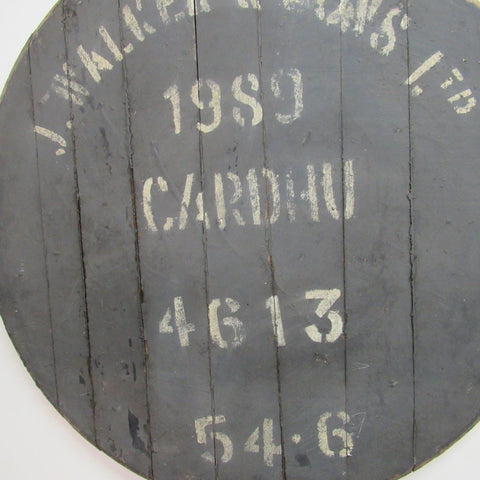 J. WALKER & SONS LTD
1989
CARDHU
4613
54·6